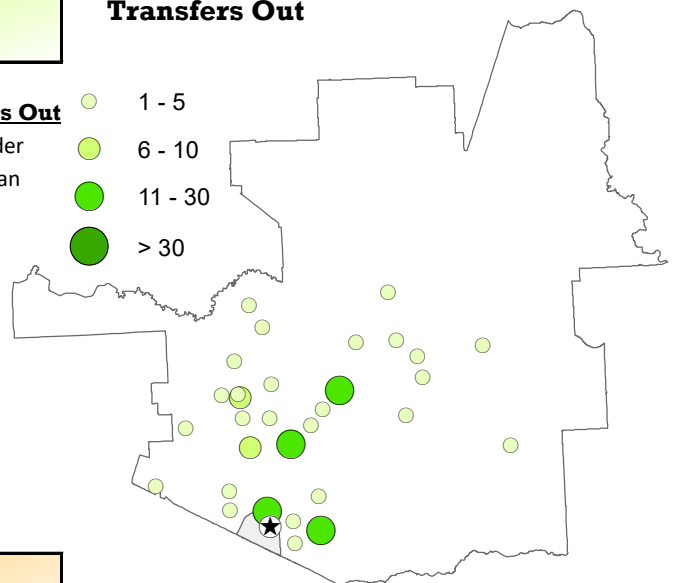 Transfers Out
s Out
der
an
1 - 5
6 - 10
11 - 30
> 30